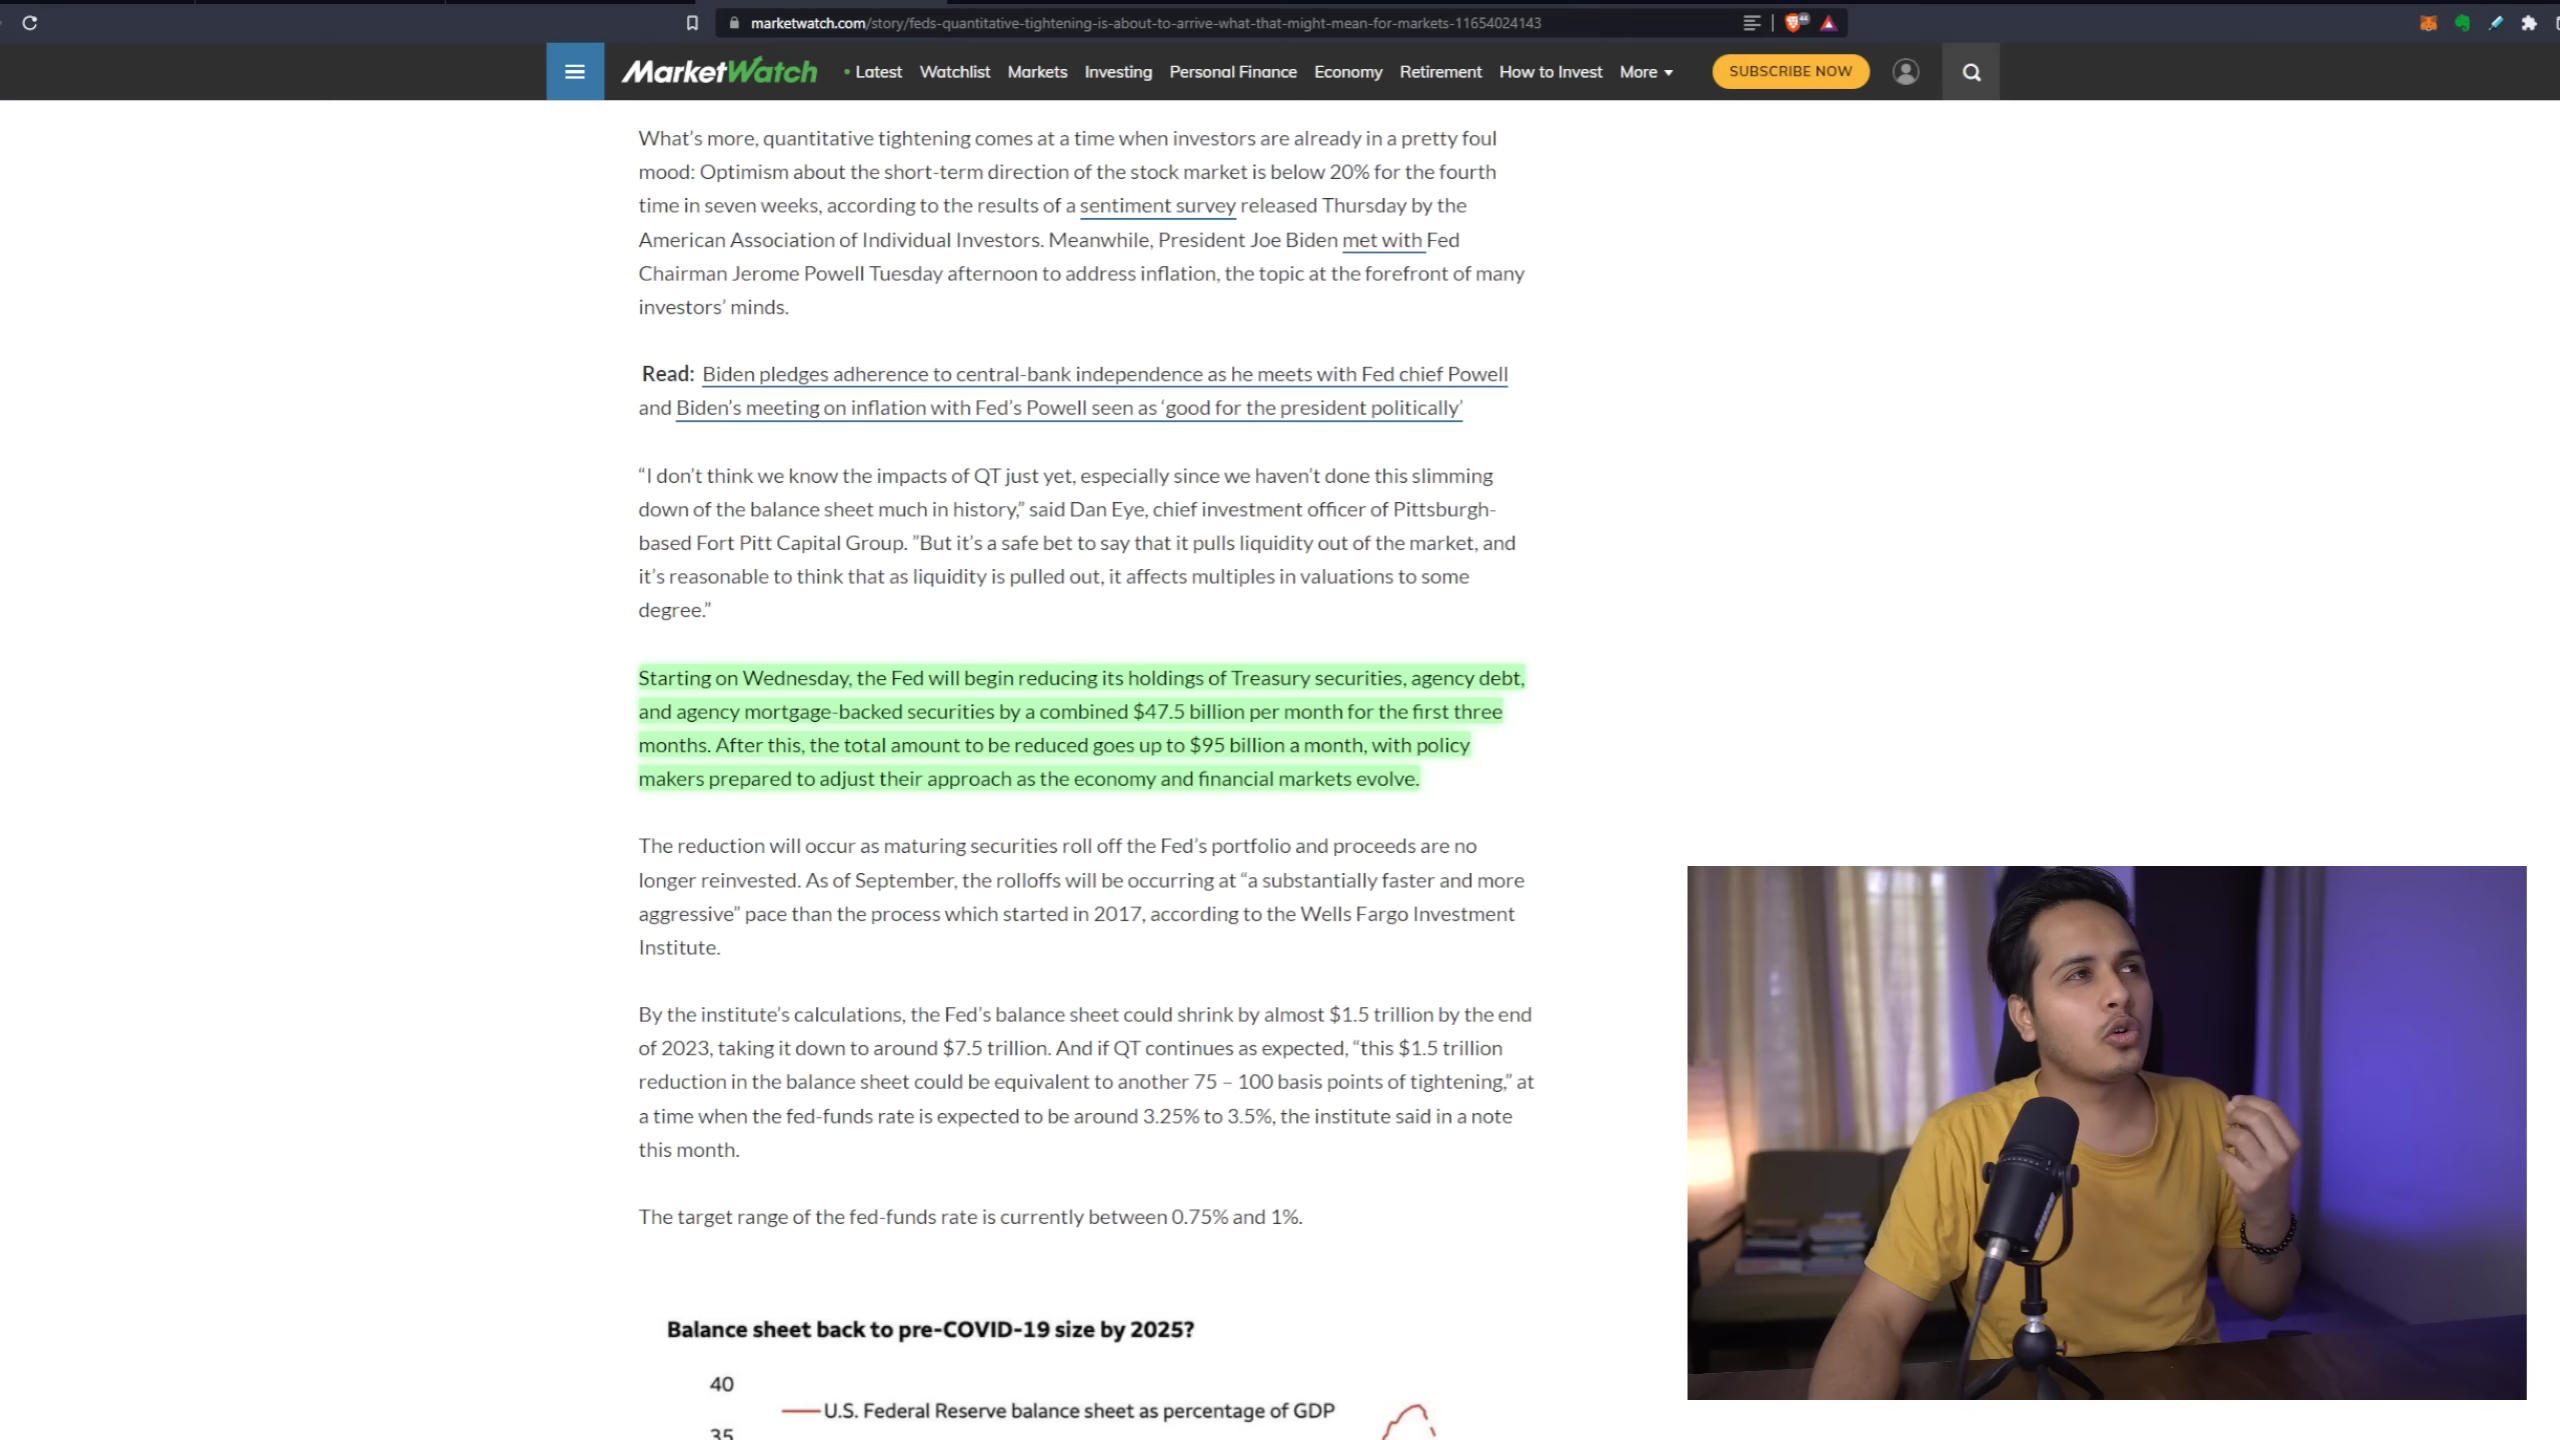 marketwatch.com/story/feds-quantitative-tightening-is-about-to-arrive-what-that-might-mean-for-markets-11654024143
MarketWatch • Latest Watchlist Markets Investing Personal Finance Economy Retirement How to Invest More SUBSCRIBE NOW
What’s more, quantitative tightening comes at a time when investors are already in a pretty foul
mood: Optimism about the short-term direction of the stock market is below 20% for the fourth
time in seven weeks, according to the results of a sentiment survey released Thursday by the
American Association of Individual Investors. Meanwhile, President Joe Biden met with Fed
Chairman Jerome Powell Tuesday afternoon to address inflation, the topic at the forefront of many
investors’ minds.
Read: Biden pledges adherence to central-bank independence as he meets with Fed chief Powell
and Biden’s meeting on inflation with Fed’s Powell seen as ‘good for the president politically’
“I don’t think we know the impacts of QT just yet, especially since we haven’t done this slimming
down of the balance sheet much in history,” said Dan Eye, chief investment officer of Pittsburgh-
based Fort Pitt Capital Group. ”But it’s a safe bet to say that it pulls liquidity out of the market, and
it’s reasonable to think that as liquidity is pulled out, it affects multiples in valuations to some
degree.”
Starting on Wednesday, the Fed will begin reducing its holdings of Treasury securities, agency debt,
and agency mortgage-backed securities by a combined $47.5 billion per month for the first three
months. After this, the total amount to be reduced goes up to $95 billion a month, with policy
makers prepared to adjust their approach as the economy and financial markets evolve.
The reduction will occur as maturing securities roll off the Fed’s portfolio and proceeds are no
longer reinvested. As of September, the rolloffs will be occurring at “a substantially faster and more
aggressive” pace than the process which started in 2017, according to the Wells Fargo Investment
Institute.
By the institute’s calculations, the Fed’s balance sheet could shrink by almost $1.5 trillion by the end
of 2023, taking it down to around $7.5 trillion. And if QT continues as expected, “this $1.5 trillion
reduction in the balance sheet could be equivalent to another 75 – 100 basis points of tightening,” at
a time when the fed-funds rate is expected to be around 3.25% to 3.5%, the institute said in a note
this month.
The target range of the fed-funds rate is currently between 0.75% and 1%.
Balance sheet back to pre-COVID-19 size by 2025?
40
U.S. Federal Reserve balance sheet as percentage of GDP
35